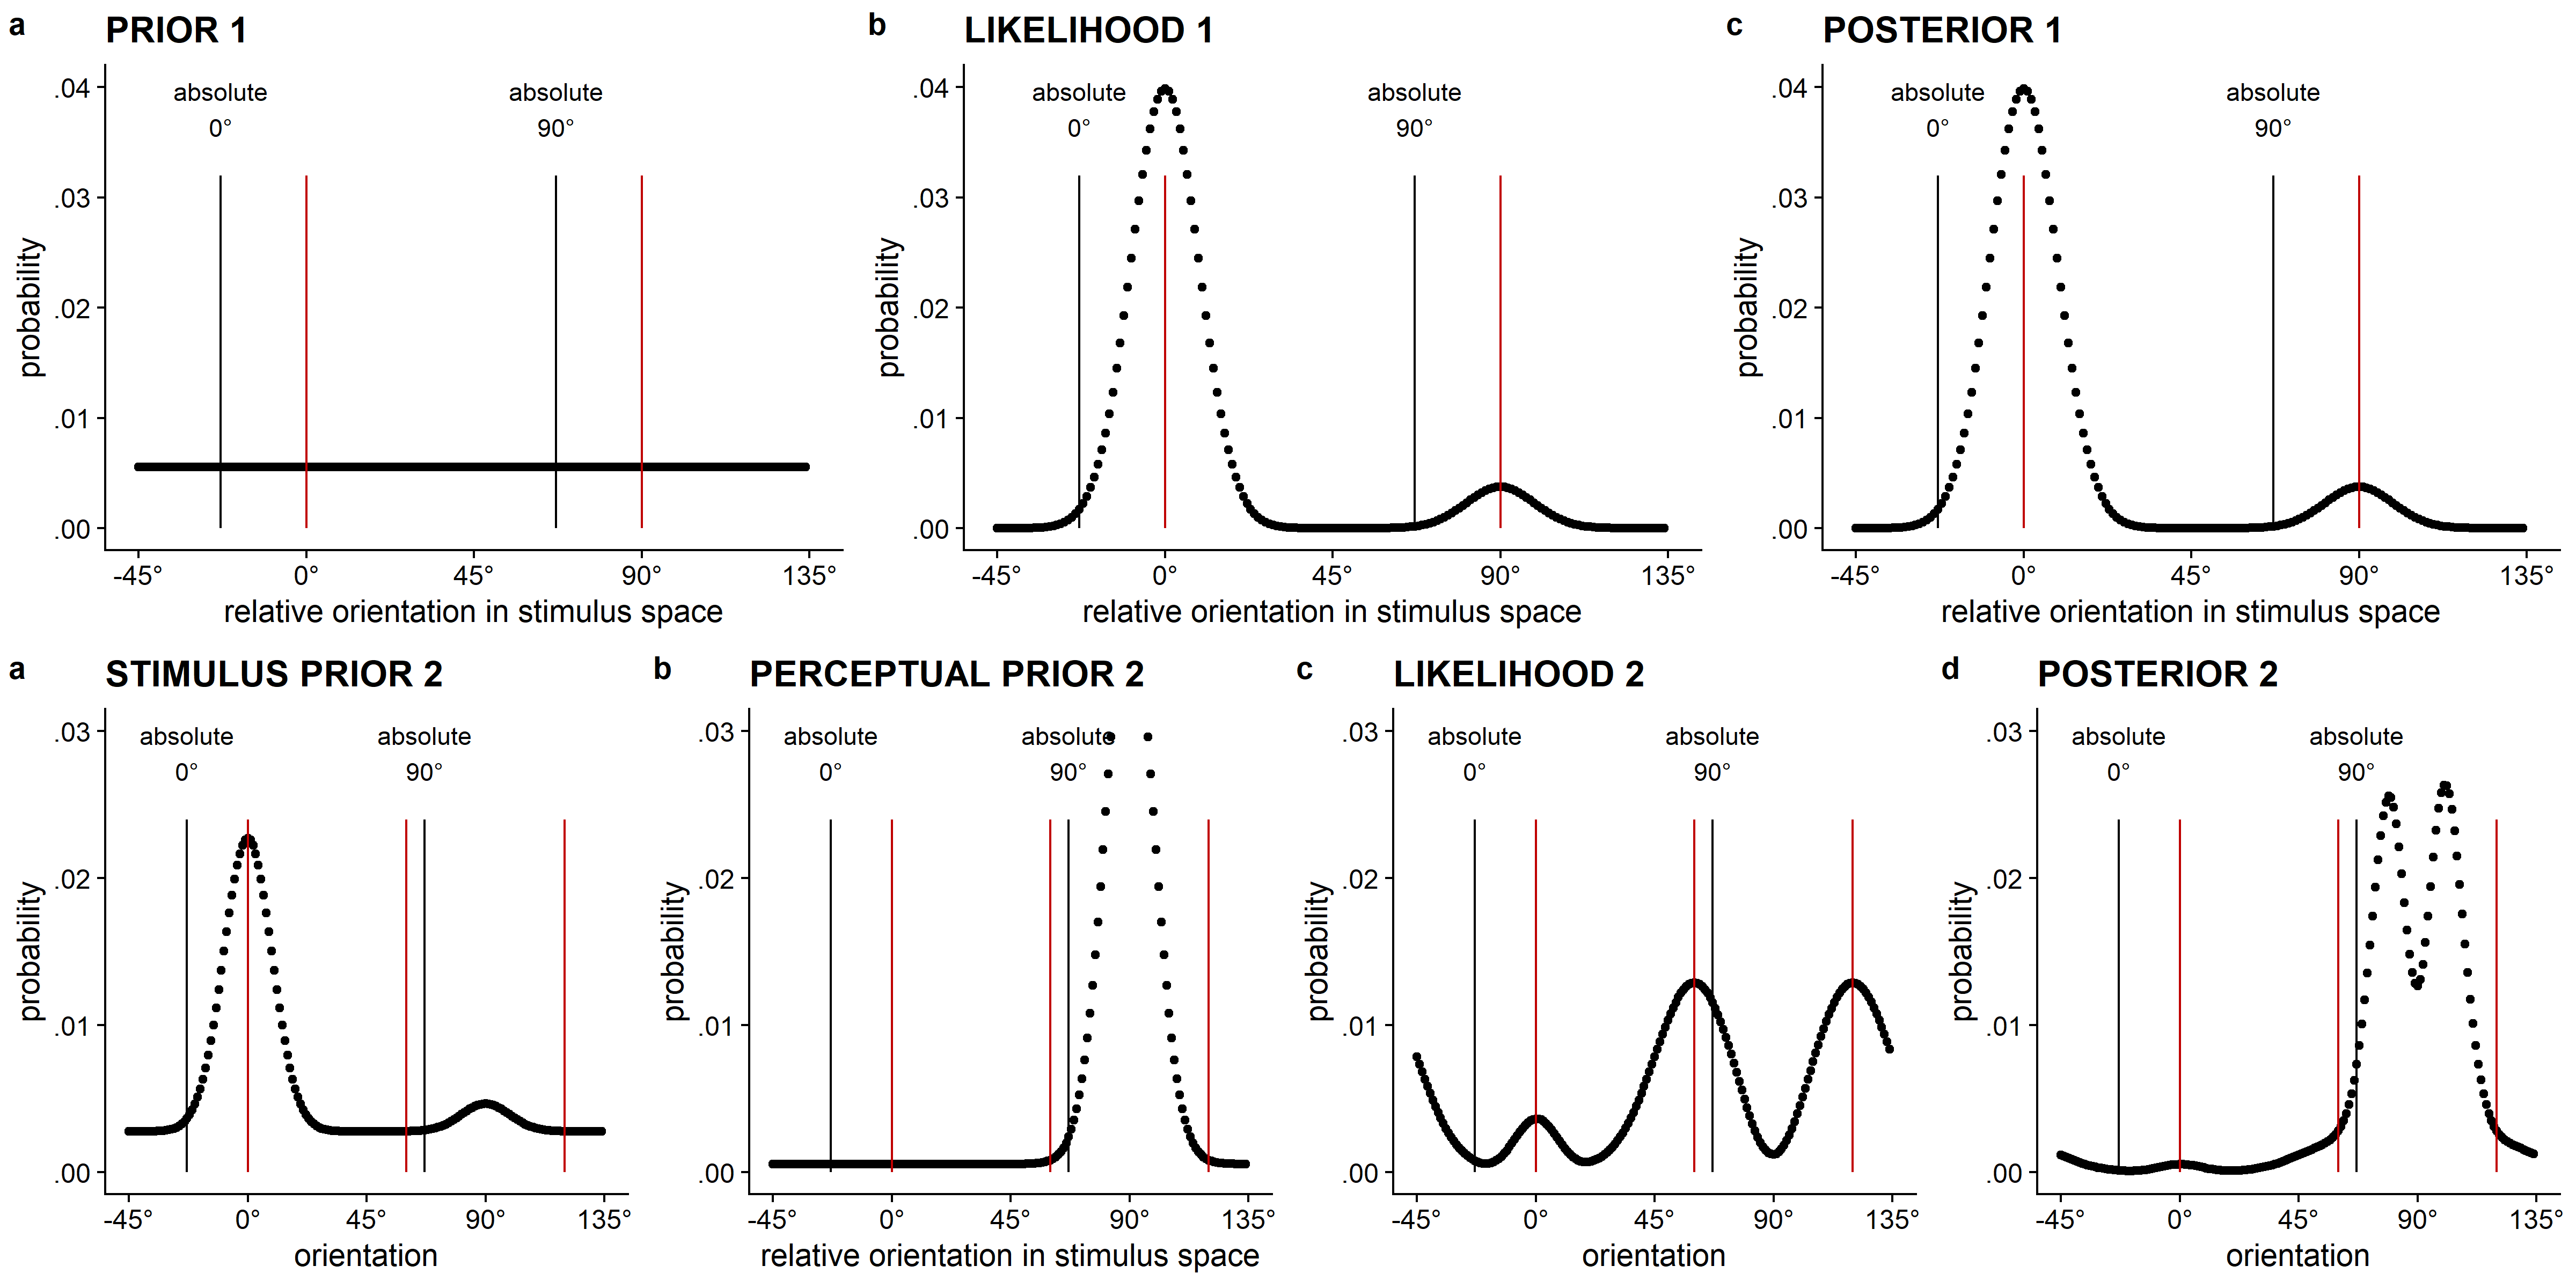 a PRIOR 1
.04
.03
.02
.01
.00
absolute
0°
absolute
90°
probability
-45° 0° 45° 90° 135°
relative orientation in stimulus space
b LIKELIHOOD 1
.04
.03
.02
.01
.00
absolute
0°
absolute
90°
probability
-45° 0° 45° 90° 135°
relative orientation in stimulus space
c POSTERIOR 1
.04
.03
.02
.01
.00
absolute
0°
absolute
90°
probability
-45° 0° 45° 90° 135°
relative orientation in stimulus space
a STIMULUS PRIOR 2
.03
.02
.01
.00
absolute
0°
absolute
90°
probability
-45° 0° 45° 90° 135°
orientation
b PERCEPTUAL PRIOR 2
.03
.02
.01
.00
absolute
0°
absolute
90°
probability
-45° 0° 45° 90° 135°
relative orientation in stimulus space
c LIKELIHOOD 2
.03
.02
.01
.00
absolute
0°
absolute
90°
probability
-45° 0° 45° 90° 135°
orientation
d POSTERIOR 2
.03
.02
.01
.00
absolute
0°
absolute
90°
probability
-45° 0° 45° 90° 135°
orientation